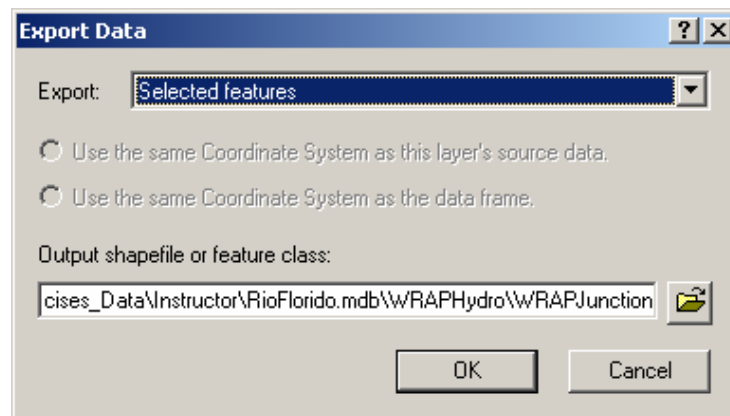 Export Data
Export: Selected features
Use the same Coordinate System as this layer's source data.
Use the same Coordinate System as the data frame.
Output shapefile or feature class:
cises_Data\Instructor\RioFlorido.mdb\WRAPHydro\WRAPJunction
OK Cancel